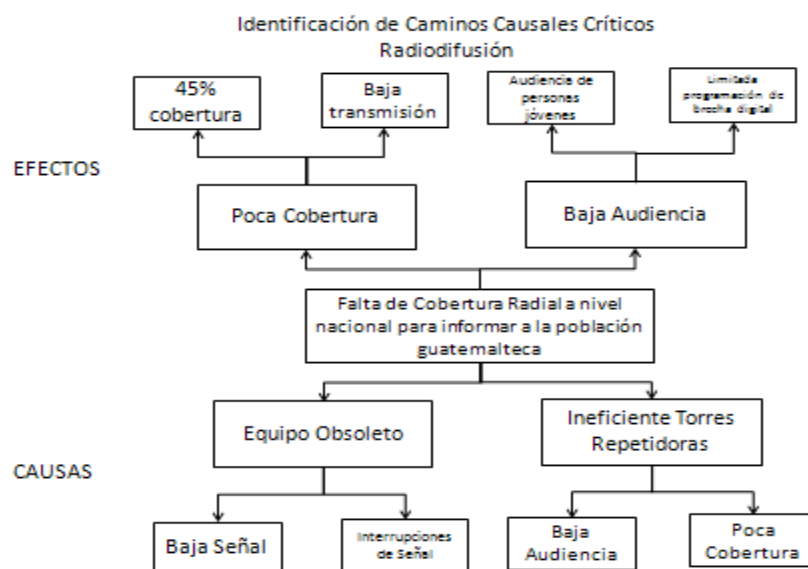 Identificación de Caminos Causales Críticos
Radiodifusión
45%
cobertura
Baja
transmisión
Audiencia de
personas
jóvenes
Limitada
programación de
brecha digital
EFECTOS
Poca Cobertura
Baja Audiencia
Falta de Cobertura Radial a nivel
nacional para informar a la población
guatemalteca
Equipo Obsoleto
Ineficiente Torres
Repetidoras
CAUSAS
Baja Señal
Interrupciones
de Señal
Baja
Audiencia
Poca
Cobertura